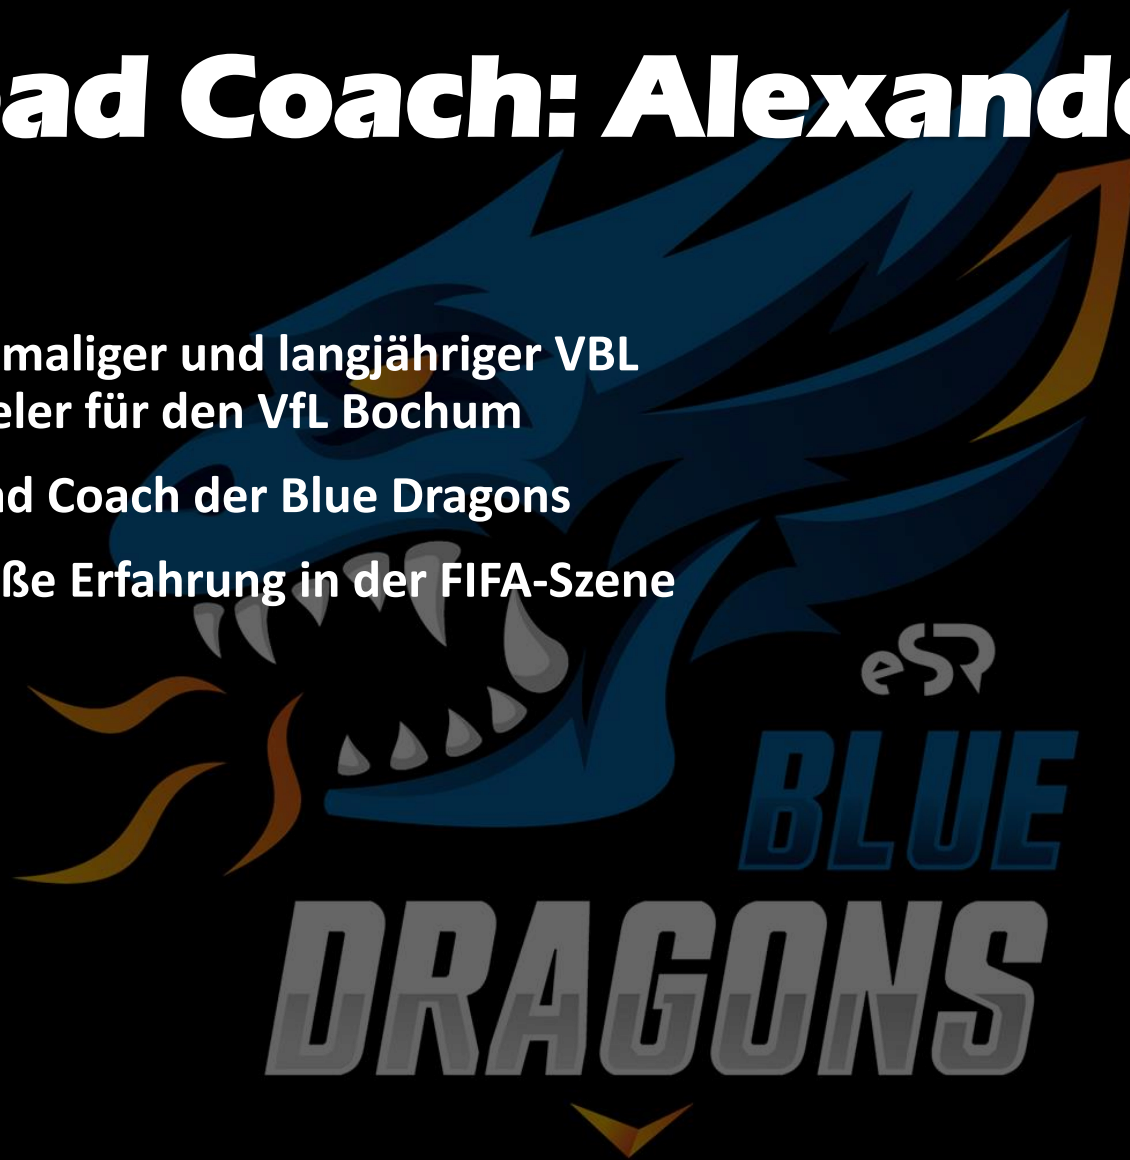 ad Coach: Alexand
maliger und langjähriger VBL
eler für den VfL Bochum
d Coach der Blue Dragons
ße Erfahrung in der FIFA-Szene
eSR
BLUE
DRAGONS